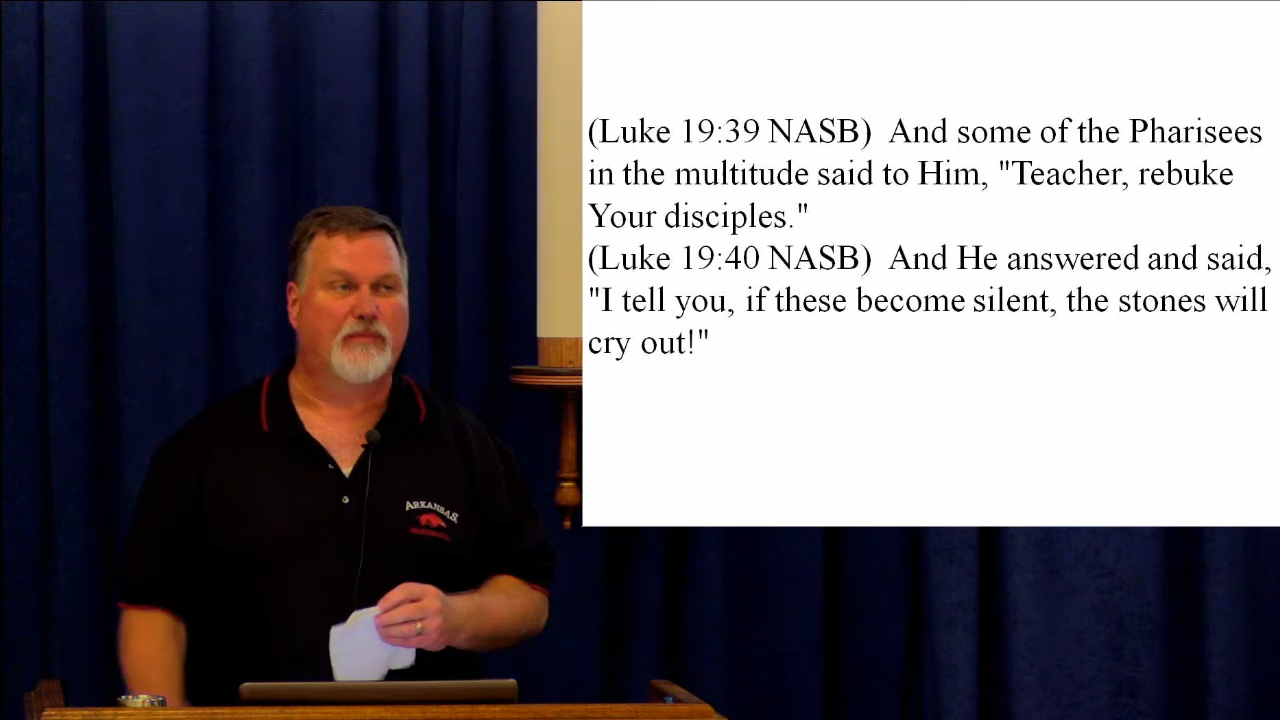 (Luke 19:39 NASB)  And some of the Pharisees
in the multitude said to Him, "Teacher, rebuke
Your disciples."
(Luke 19:40 NASB)  And He answered and said,
"I tell you, if these become silent, the stones will
cry out!"
ARKANSAS